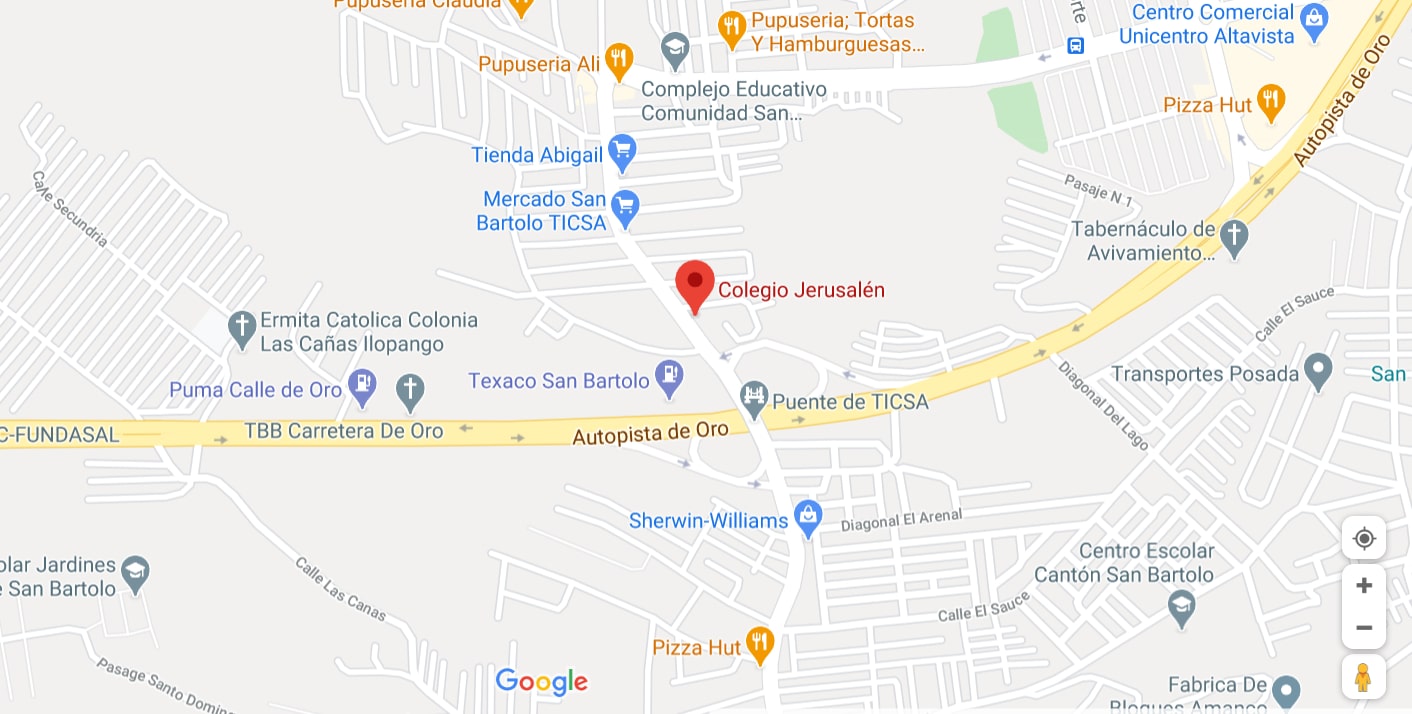 Pupuseria Claudia
Pupuseria; Tortas
Y Hamburguesas...
Centro Comercial
Unicentro Altavista
Pupuseria Ali
Complejo Educativo
Comunidad San...
Pizza Hut
Autopista de Oro
Tienda Abigail
Mercado San
Bartolo TICSA
Pasaje N 1
Calle Secundria
Tabernáculo de
Avivamiento...
Colegio Jerusalén
Calle El Sauce
Ermita Catolica Colonia
Las Cañas Ilopango
Puma Calle de Oro
Texaco San Bartolo
Transportes Posada
San
Diagonal Del Lago
Puente de TICSA
C-FUNDASAL
TBB Carretera De Oro
Autopista de Oro
Sherwin-Williams
Diagonal El Arenal
olar Jardines
San Bartolo
Calle Las Canas
Centro Escolar
Cantón San Bartolo
Calle El Sauce
Pizza Hut
Pasage Santo Doming
Google
Fabrica De
Bloques Amanco